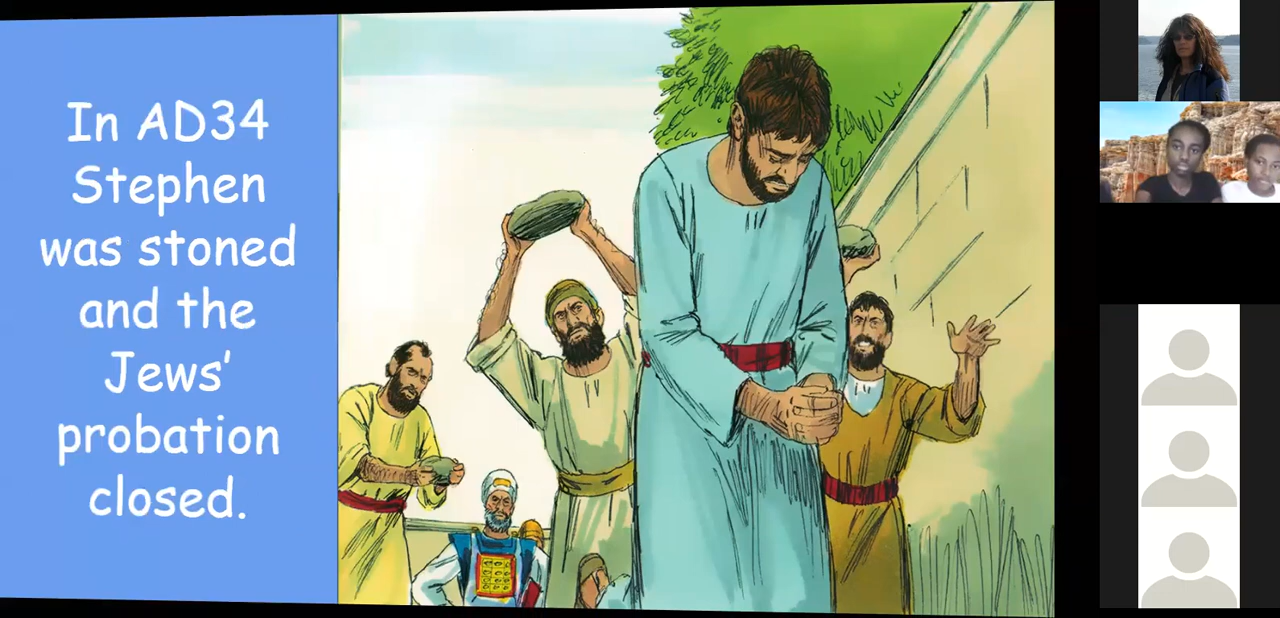 In AD34
Stephen
was stoned
and the
Jews’
probation
closed.